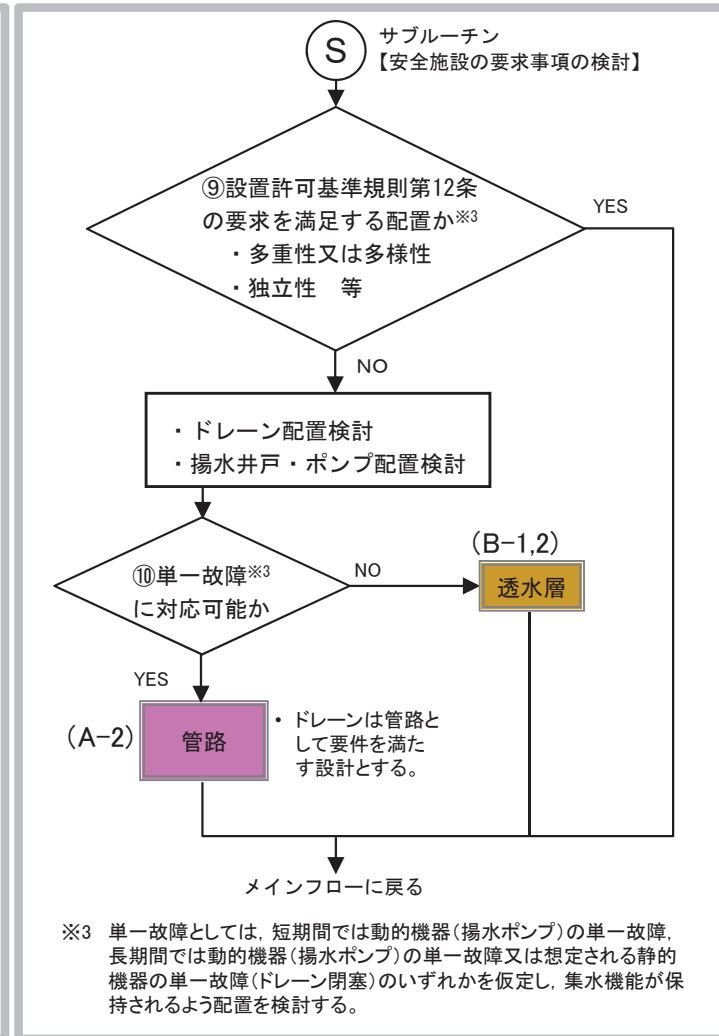 S
サブルーチン
【安全施設の要求事項の検討】
⑨設置許可基準規則第12条
の要求を満足する配置か※3
・多重性又は多様性
・独立性　等
YES
NO
・ドレーン配置検討
・揚水井戸・ポンプ配置検討
⑩単一故障※3
に対応可能か
NO
(B-1,2)
透水層
YES
(A-2)
管路
・ ドレーンは管路と
して要件を満た
す設計とする。
メインフローに戻る
※3　単一故障としては，短期間では動的機器（揚水ポンプ）の単一故障，
長期間では動的機器（揚水ポンプ）の単一故障又は想定される静的
機器の単一故障（ドレーン閉塞）のいずれかを仮定し，集水機能が保
持されるよう配置を検討する。